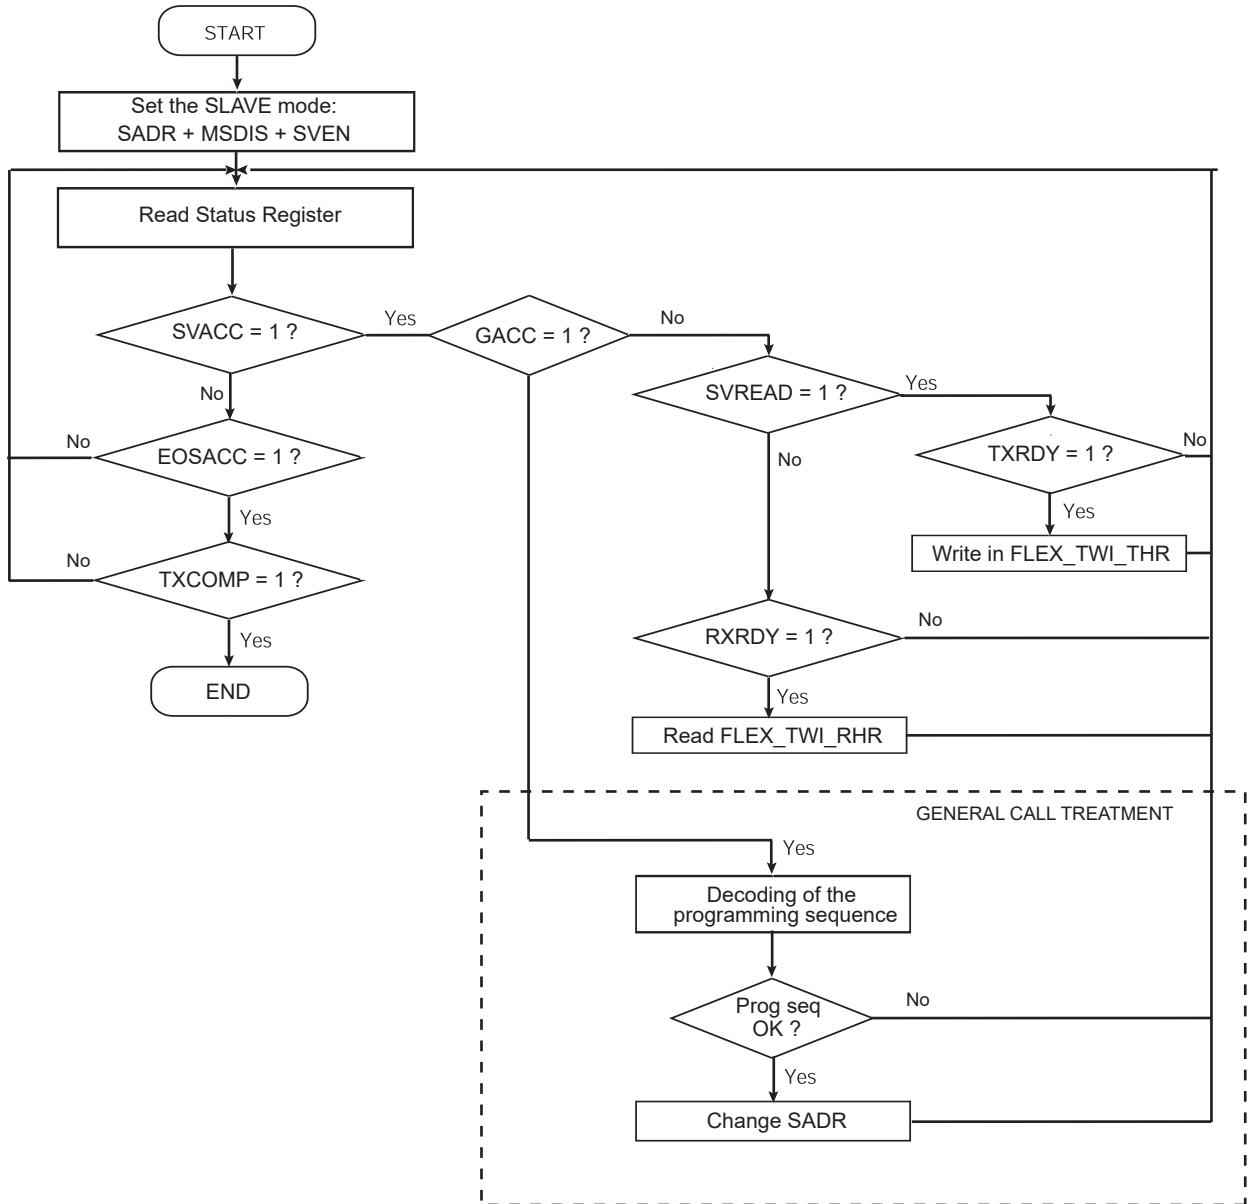 START
Set the SLAVE mode:
SADR + MSDIS + SVEN
Read Status Register
SVACC = 1 ?
Yes
GACC = 1 ?
No
No
SVREAD = 1 ?
Yes
No
EOSACC = 1 ?
No
TXRDY = 1 ?
No
Yes
Yes
Write in FLEX_TWI_THR
No
TXCOMP = 1 ?
Yes
RXRDY = 1 ?
No
END
Yes
Read FLEX_TWI_RHR
GENERAL CALL TREATMENT
Yes
Decoding of the
programming sequence
Prog seq
OK ?
No
Yes
Change SADR